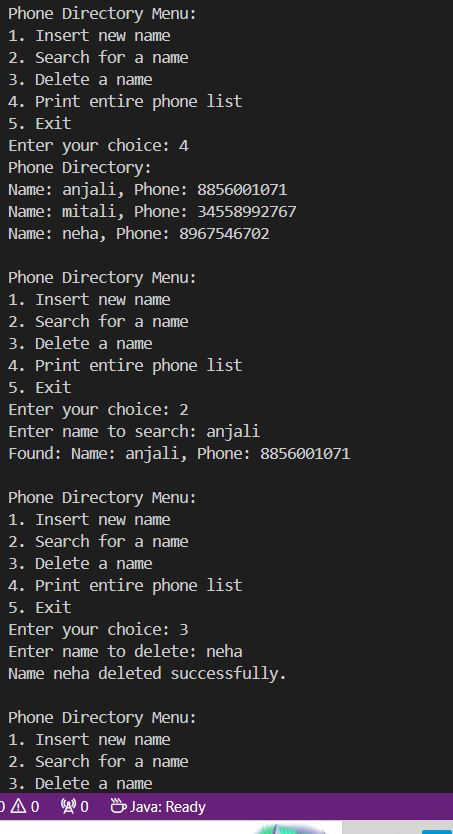 Phone Directory Menu:
1. Insert new name
2. Search for a name
3. Delete a name
4. Print entire phone list
5. Exit
Enter your choice: 4
Phone Directory:
Name: anjali, Phone: 8856001071
Name: mitali, Phone: 34558992767
Name: neha, Phone: 8967546702

Phone Directory Menu:
1. Insert new name
2. Search for a name
3. Delete a name
4. Print entire phone list
5. Exit
Enter your choice: 2
Enter name to search: anjali
Found: Name: anjali, Phone: 8856001071

Phone Directory Menu:
1. Insert new name
2. Search for a name
3. Delete a name
4. Print entire phone list
5. Exit
Enter your choice: 3
Enter name to delete: neha
Name neha deleted successfully.

Phone Directory Menu:
1. Insert new name
2. Search for a name
3. Delete a name
0 0 0 Java: Ready